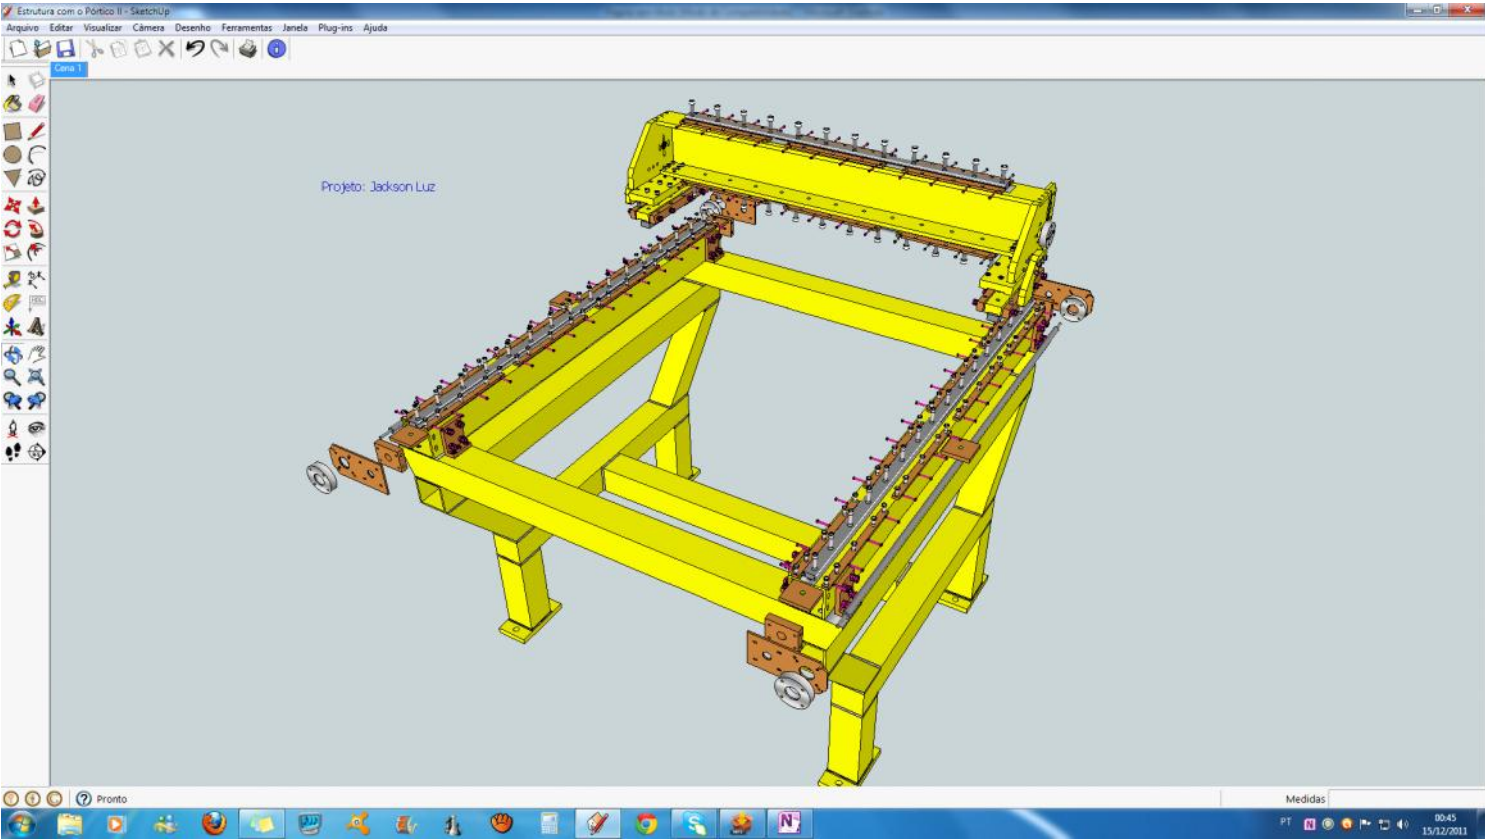 Estrutura com o Pórtico II - SketchUp
Arquivo Editar Visualizar Câmera Desenho Ferramentas Janela Plug-ins Ajuda
Cena 1
Projeto: Jackson Luz
Pronto
Medidas
PT
00:45
15/12/2011